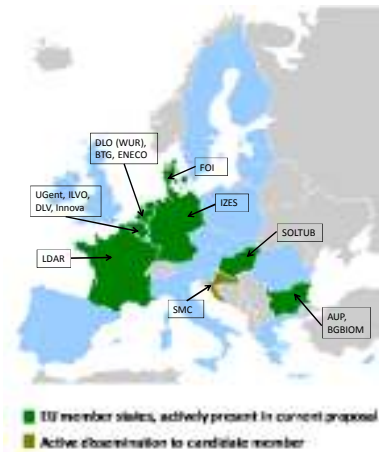 DLO (WUR),
BTG, ENECO
FOI
UGent, ILVO,
DLV, Innova
IZES
SOLTUB
LDAR
SMC
AUP,
BGBIOM
EU member states, actively present in current proposal
Active dissemination to candidate member